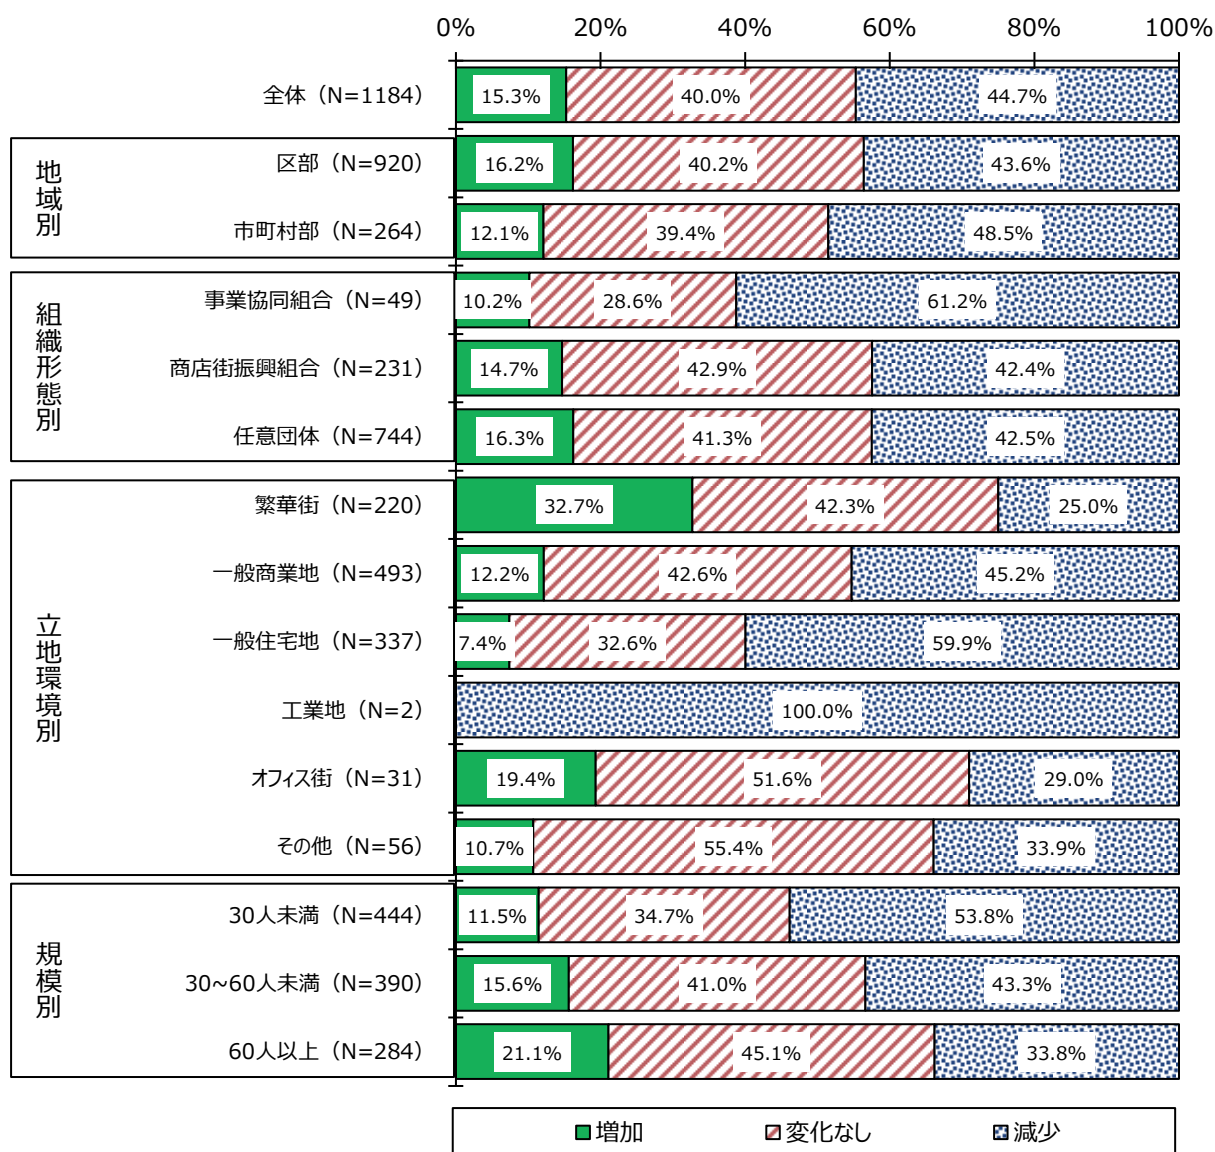 0% 20% 40% 60% 80% 100%
全体（N=1184） 15.3% 40.0% 44.7%
地域別
区部（N=920） 16.2% 40.2% 43.6%
市町村部（N=264） 12.1% 39.4% 48.5%
組織形態別
事業協同組合（N=49） 10.2% 28.6% 61.2%
商店街振興組合（N=231） 14.7% 42.9% 42.4%
任意団体（N=744） 16.3% 41.3% 42.5%
立地環境別
繁華街（N=220） 32.7% 42.3% 25.0%
一般商業地（N=493） 12.2% 42.6% 45.2%
一般住宅地（N=337） 7.4% 32.6% 59.9%
工業地（N=2） 100.0%
オフィス街（N=31） 19.4% 51.6% 29.0%
その他（N=56） 10.7% 55.4% 33.9%
規模別
30人未満（N=444） 11.5% 34.7% 53.8%
30~60人未満（N=390） 15.6% 41.0% 43.3%
60人以上（N=284） 21.1% 45.1% 33.8%
増加 変化なし 減少